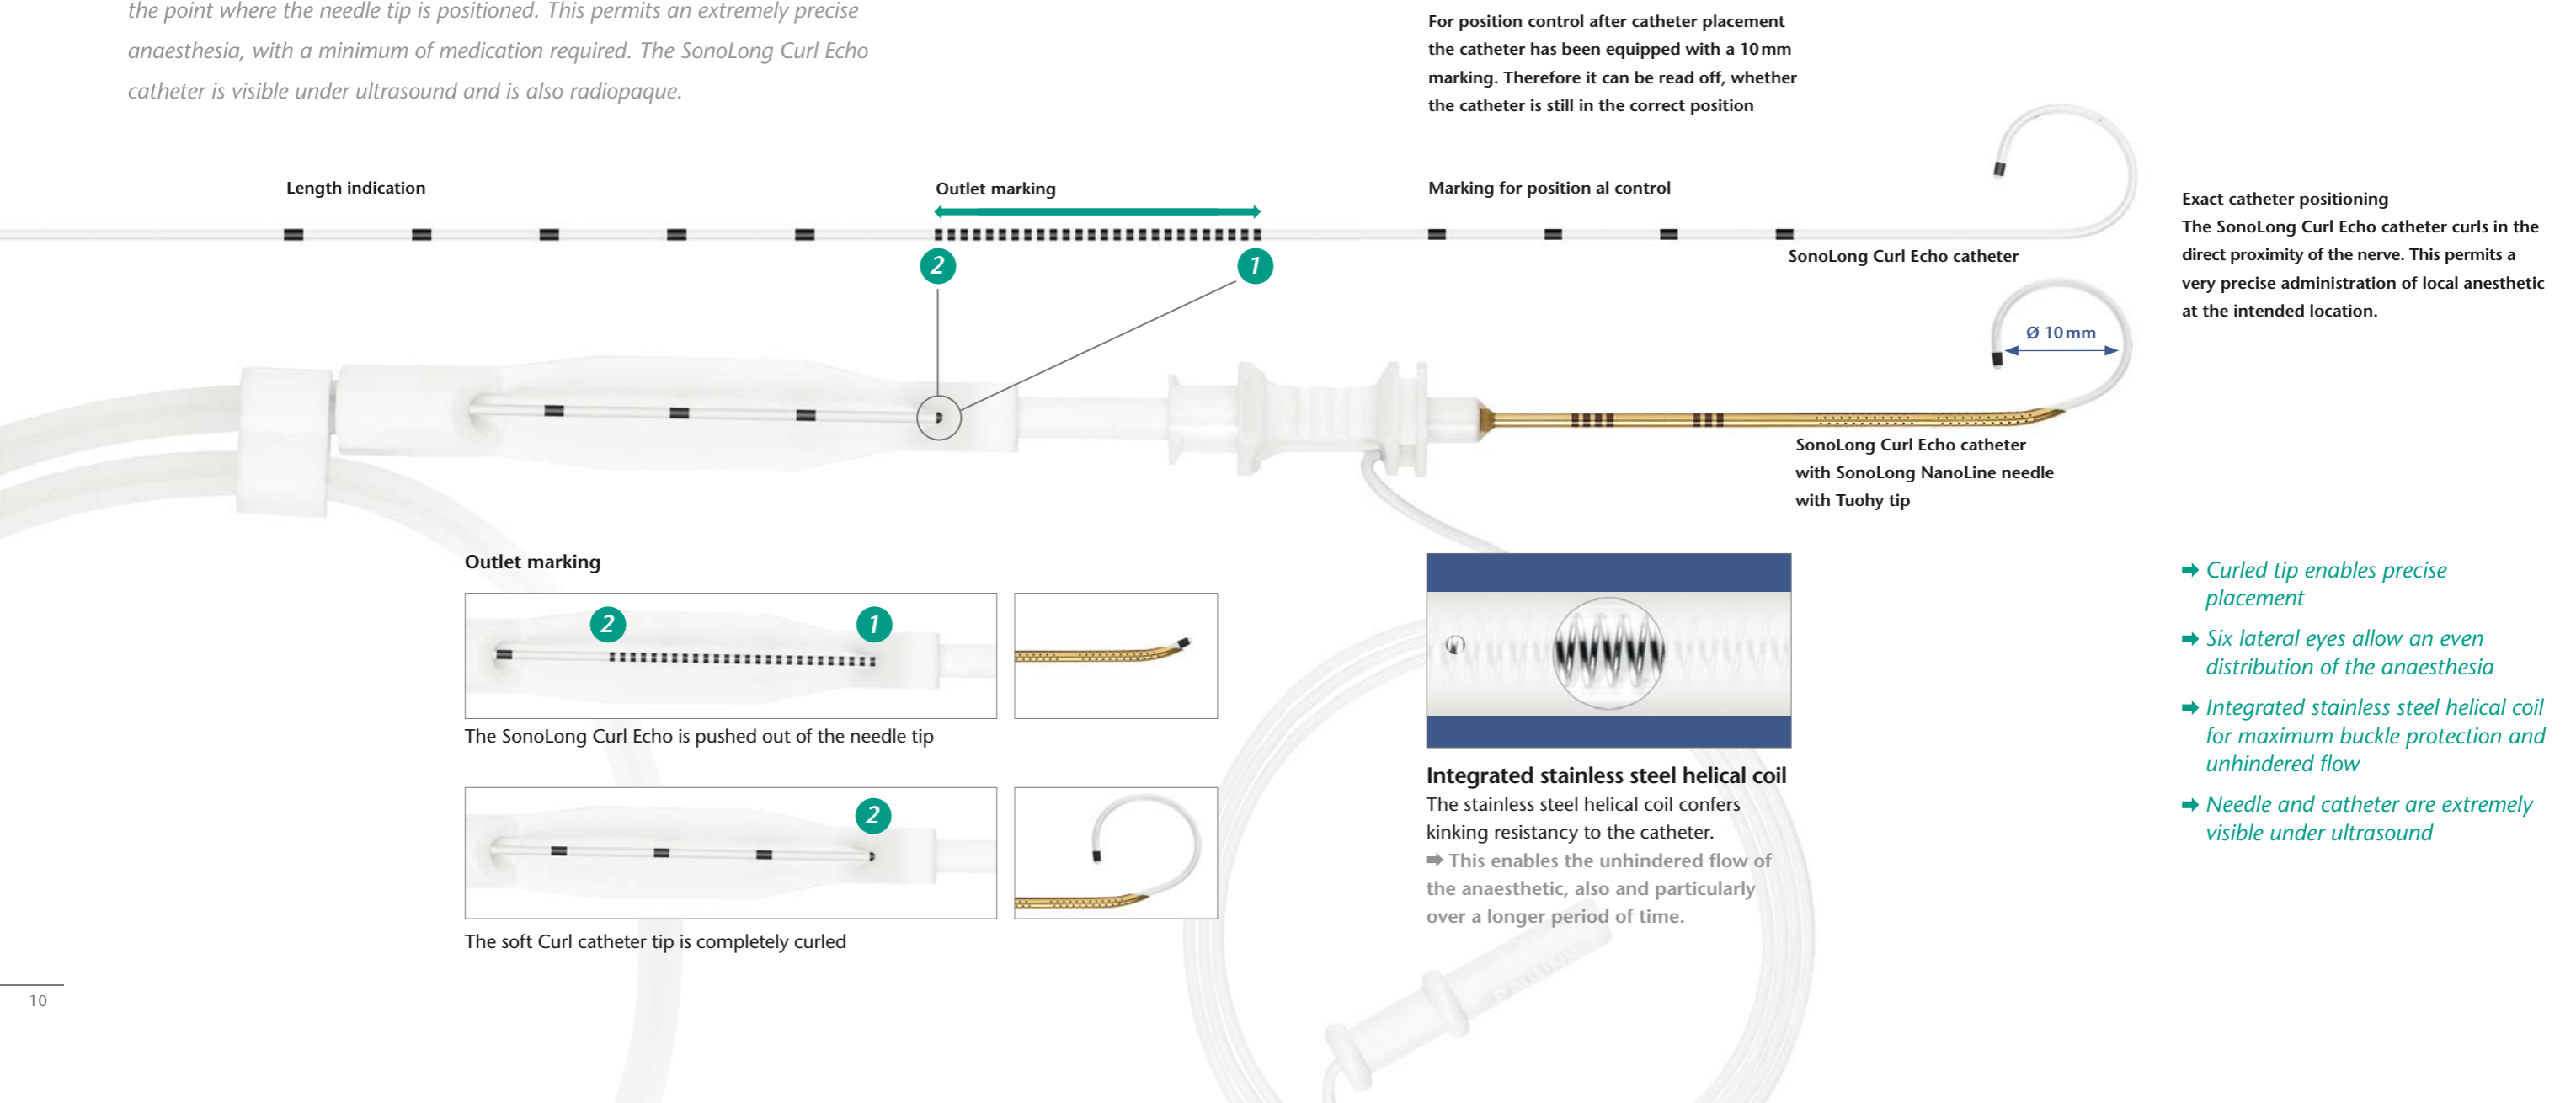 the point where the needle tip is positioned. This permits an extremely precise
anaesthesia, with a minimum of medication required. The SonoLong Curl Echo
catheter is visible under ultrasound and is also radiopaque.
For position control after catheter placement
the catheter has been equipped with a 10 mm
marking. Therefore it can be read off, whether
the catheter is still in the correct position
Length indication
Outlet marking
Marking for position al control
2
1
SonoLong Curl Echo catheter
Exact catheter positioning
The SonoLong Curl Echo catheter curls in the
direct proximity of the nerve. This permits a
very precise administration of local anesthetic
at the intended location.
Ø 10 mm
SonoLong Curl Echo catheter
with SonoLong NanoLine needle
with Tuohy tip
Outlet marking
2
1
The SonoLong Curl Echo is pushed out of the needle tip
2
The soft Curl catheter tip is completely curled
Integrated stainless steel helical coil
The stainless steel helical coil confers
kinking resistancy to the catheter.
➡ This enables the unhindered flow of
the anaesthetic, also and particularly
over a longer period of time.
➡ Curled tip enables precise
placement
➡ Six lateral eyes allow an even
distribution of the anaesthesia
➡ Integrated stainless steel helical coil
for maximum buckle protection and
unhindered flow
➡ Needle and catheter are extremely
visible under ultrasound
10